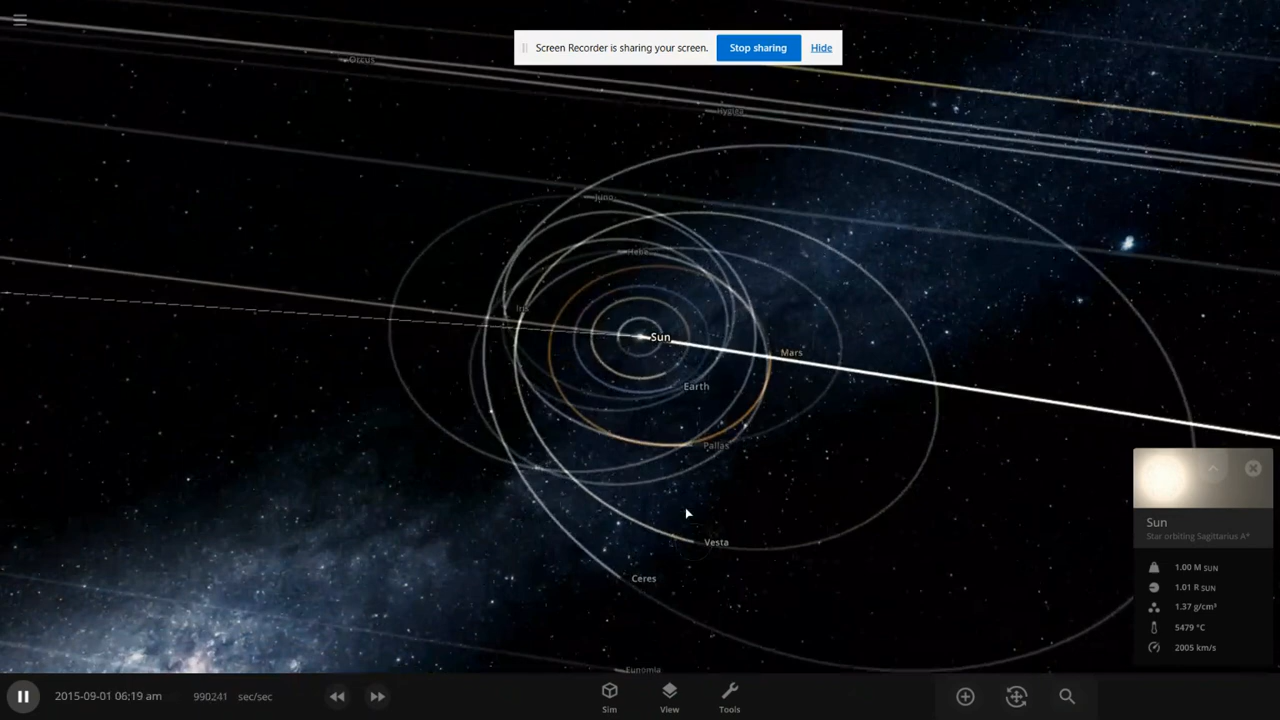 Screen Recorder is sharing your screen.
Stop sharing
Hide
Orcus
Hygiea
Juno
Hebe
Iris
Sun
Mars
Earth
Pallas
Vesta
Ceres
Eunomia
Sun
Star orbiting Sagittarius A*
1.00 M SUN
1.01 R SUN
1.37 g/cm³
5479 °C
2005 km/s
2015-09-01 06:19 am
990241 sec/sec
Sim
View
Tools